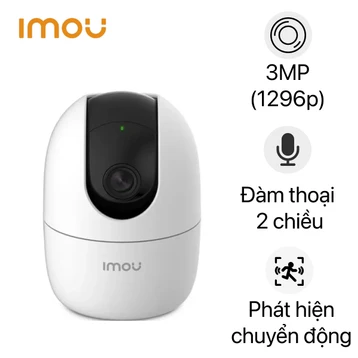 imou
3MP
(1296p)
Đàm thoại
2 chiều
imou
Phát hiện
chuyển động